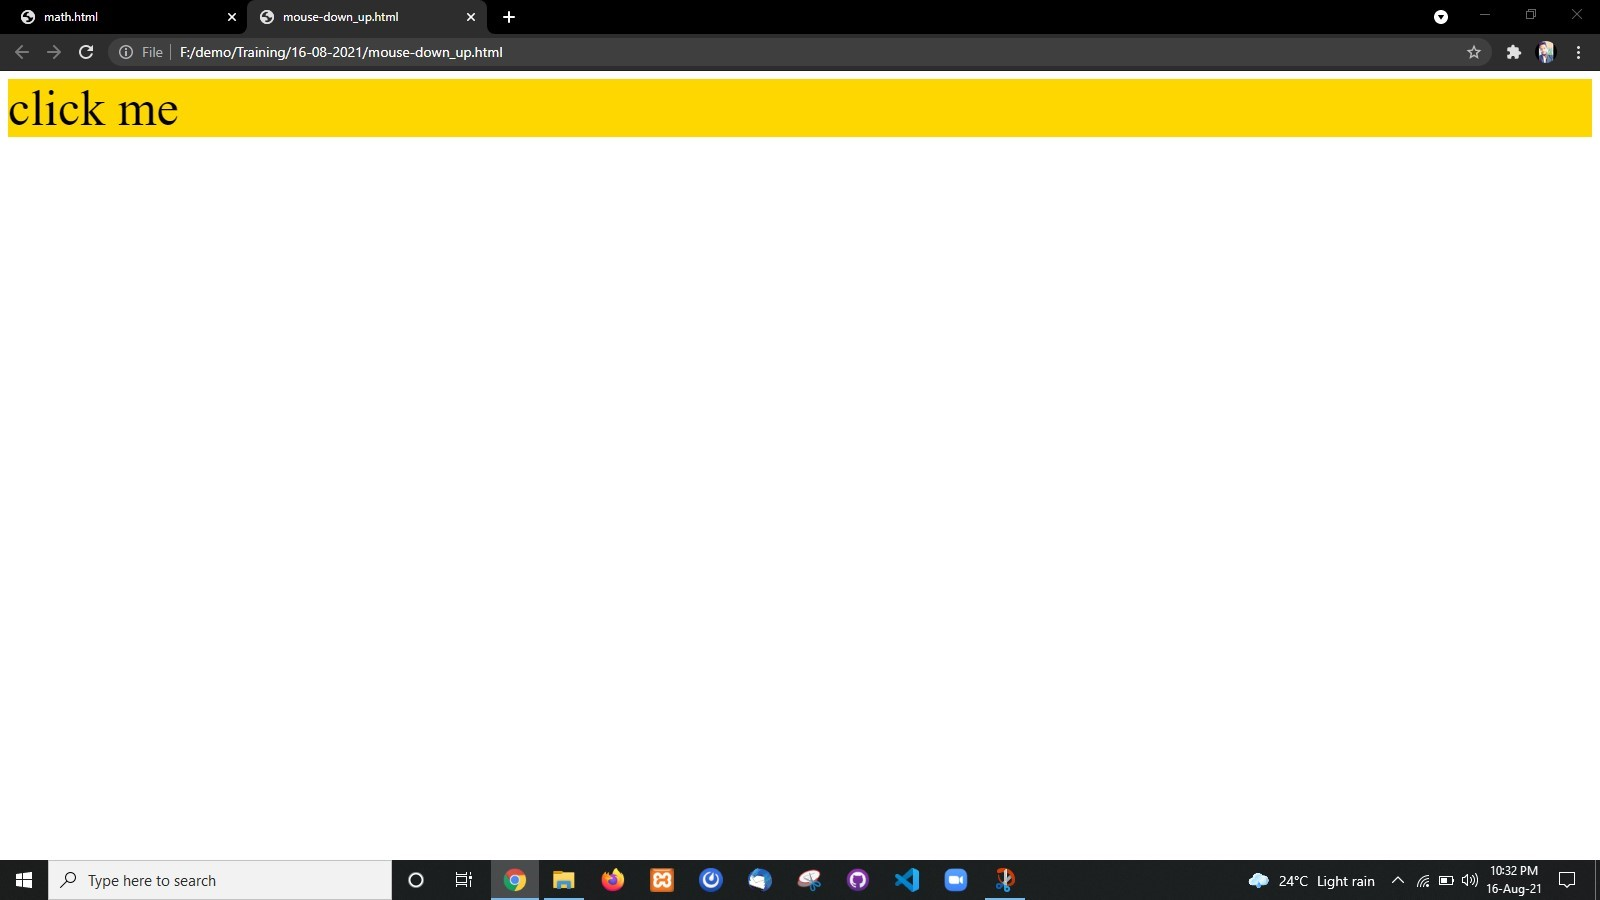 math.html
mouse-down_up.html
File
F:/demo/Training/16-08-2021/mouse-down_up.html
click me
Type here to search
24°C Light rain
10:32 PM
16-Aug-21